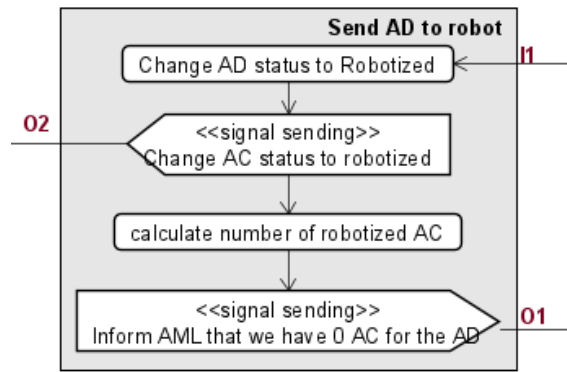 Send AD to robot
I1
Change AD status to Robotized
O2
<<signal sending>>
Change AC status to robotized
calculate number of robotized AC
<<signal sending>>
O1
Inform AML that we have 0 AC for the AD